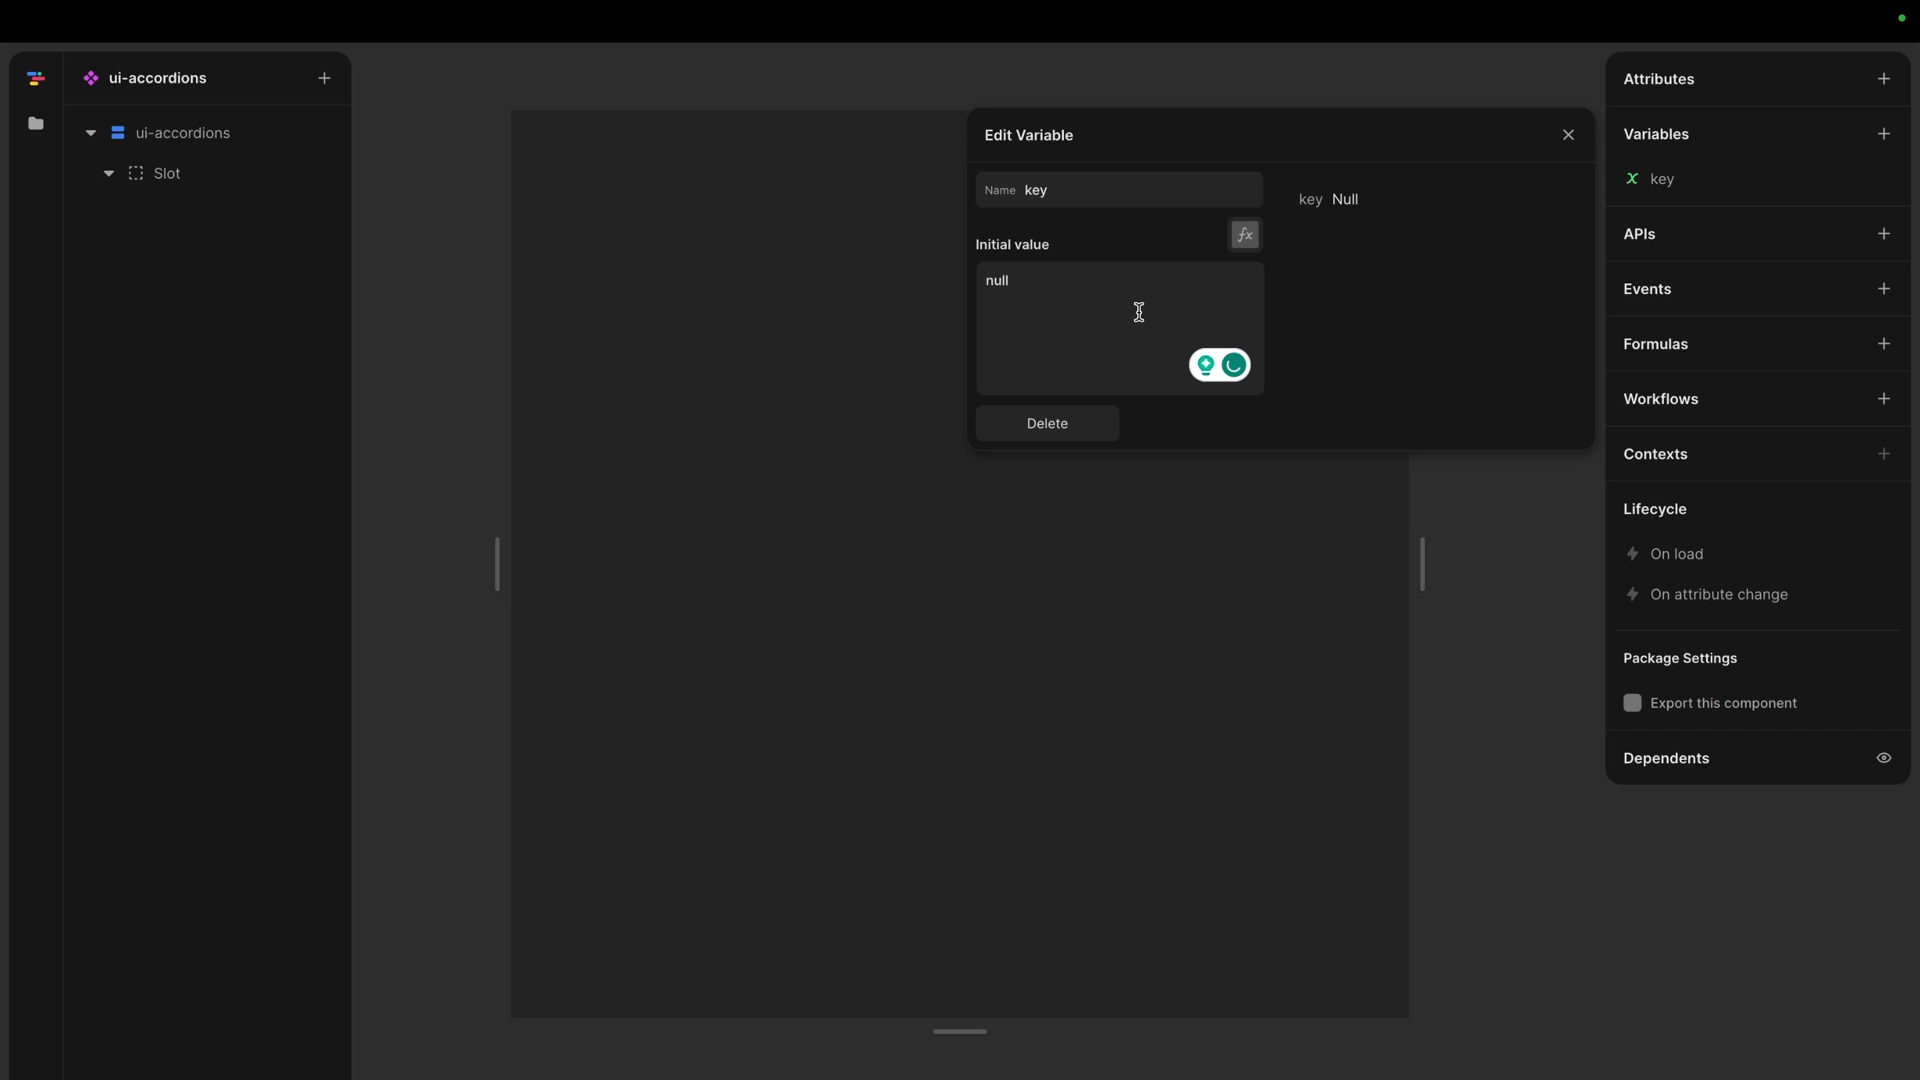 ui-accordions
ui-accordions
Slot
Edit Variable
Name key
Initial value
fx
null
Delete
key Null
Attributes
Variables
key
APIs
Events
Formulas
Workflows
Contexts
Lifecycle
On load
On attribute change
Package Settings
Export this component
Dependents